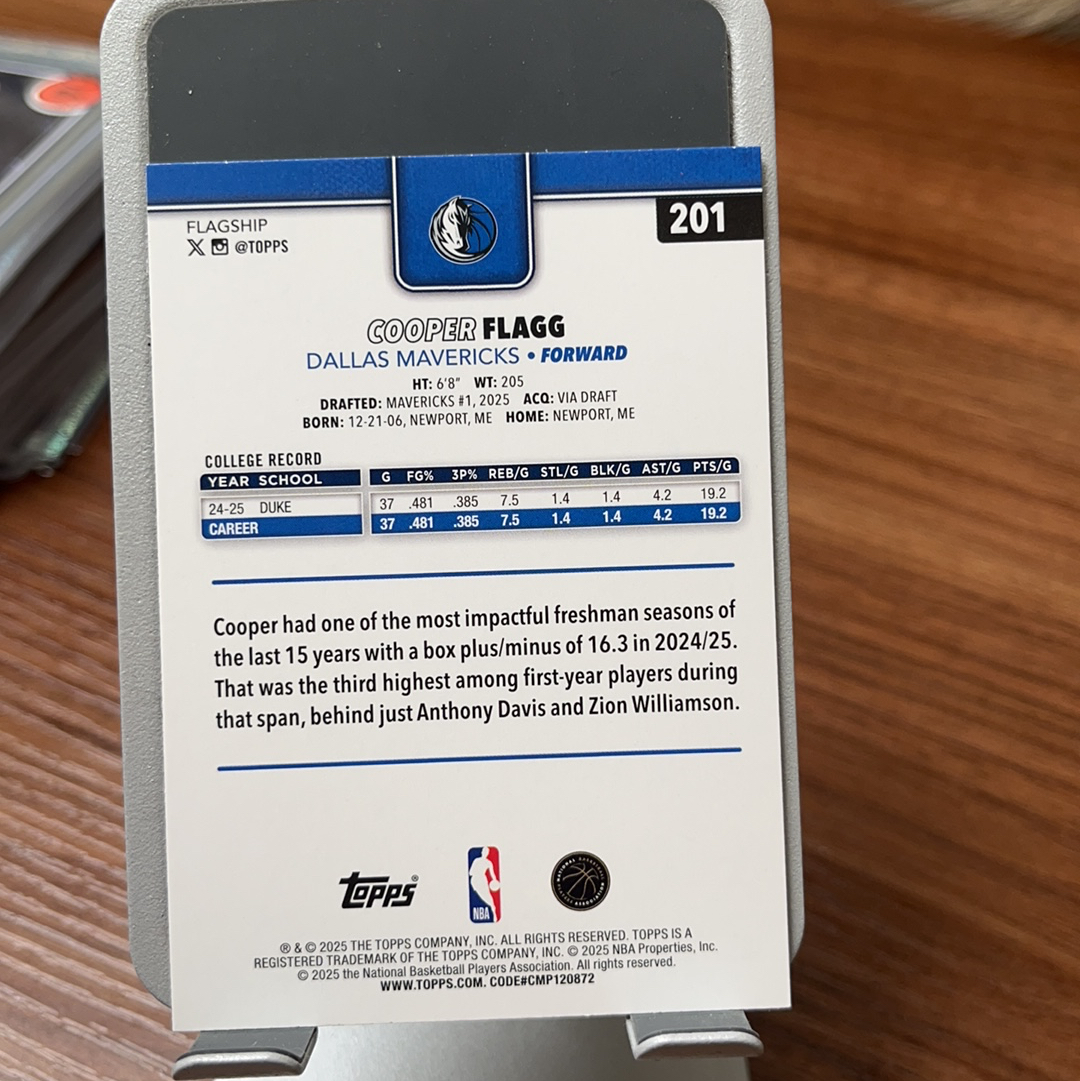 FLAGSHIP
@TOPPS
201
COOPER FLAGG
DALLAS MAVERICKS • FORWARD
HT: 6'8" WT: 205
DRAFTED: MAVERICKS #1, 2025 ACQ: VIA DRAFT
BORN: 12-21-06, NEWPORT, ME HOME: NEWPORT, ME
COLLEGE RECORD
YEAR SCHOOL G FG% 3P% REB/G STL/G BLK/G AST/G PTS/G
24-25 DUKE 37 .481 .385 7.5 1.4 1.4 4.2 19.2
CAREER 37 .481 .385 7.5 1.4 1.4 4.2 19.2
Cooper had one of the most impactful freshman seasons of
the last 15 years with a box plus/minus of 16.3 in 2024/25.
That was the third highest among first-year players during
that span, behind just Anthony Davis and Zion Williamson.
Topps®
NBA
® & © 2025 THE TOPPS COMPANY, INC. ALL RIGHTS RESERVED. TOPPS IS A
REGISTERED TRADEMARK OF THE TOPPS COMPANY, INC. © 2025 NBA Properties, Inc.
© 2025 the National Basketball Players Association. All rights reserved.
WWW.TOPPS.COM. CODE#CMP120872